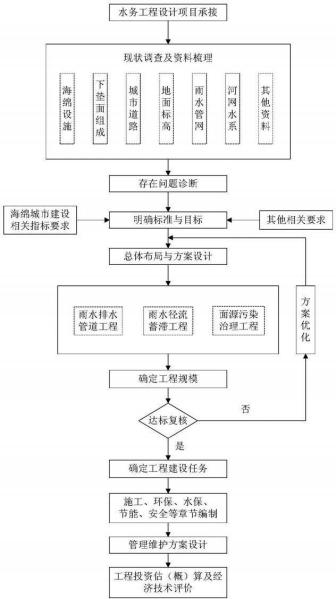 水务工程设计项目承接
现状调查及资料梳理
海绵设施
下垫面组成
城市道路
地面标高
雨水管网
河网水系
其他资料
存在问题诊断
海绵城市建设
相关指标要求
明确标准与目标
其他相关要求
总体布局与方案设计
雨水排水
管道工程
雨水径流
蓄滞工程
面源污染
治理工程
方案优化
确定工程规模
达标复核
否
是
确定工程建设任务
施工、环保、水保、
节能、安全等章节编制
管理维护方案设计
工程投资估（概）算及经
济技术评价